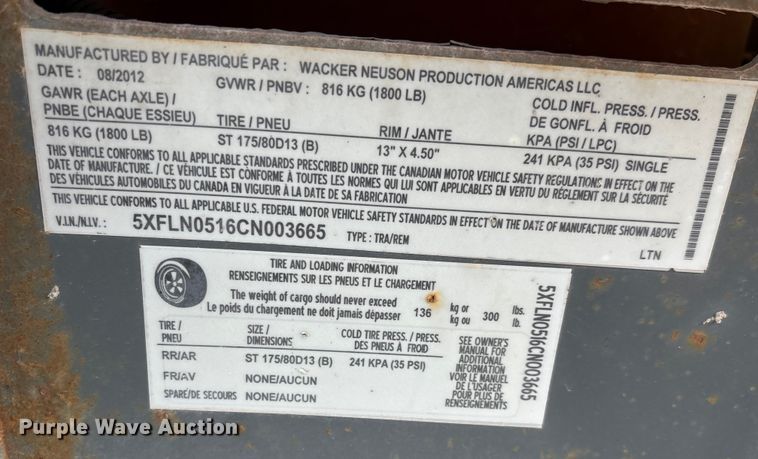 MANUFACTURED BY / FABRIQUÉ PAR : WACKER NEUSON PRODUCTION AMERICAS LLC
DATE : 08/2012 GVWR / PNBV : 816 KG (1800 LB)
GAWR (EACH AXLE) /
PNBE (CHAQUE ESSIEU) TIRE / PNEU RIM / JANTE COLD INFL. PRESS. / PRESS. DE GONFL. À FROID KPA (PSI / LPC)
816 KG (1800 LB) ST 175/80D13 (B) 13" X 4.50" 241 KPA (35 PSI) SINGLE
THIS VEHICLE CONFORMS TO ALL APPLICABLE STANDARDS PRESCRIBED UNDER THE CANADIAN MOTOR VEHICLE SAFETY REGULATIONS IN EFFECT ON THE
DATE OF MANUFACTURE. / CE VÉHICULE EST CONFORME À TOUTES LES NORMES QUI LUI SONT APPLICABLES EN VERTU DU RÈGLEMENT SUR LA SÉCURITÉ
DES VÉHICULES AUTOMOBILES DU CANADA EN VIGUEUR À LA DATE DE SA FABRICATION
THIS VEHICLE CONFORMS TO ALL APPLICABLE U.S. FEDERAL MOTOR VEHICLE SAFETY STANDARDS IN EFFECT ON THE DATE OF MANUFACTURE SHOWN ABOVE
V.I.N./N.I.V. : 5XFLN0516CN003665 TYPE : TRA/REM LTN
TIRE AND LOADING INFORMATION
RENSEIGNEMENTS SUR LES PNEUS ET LE CHARGEMENT
The weight of cargo should never exceed
Le poids du chargement ne doit jamais dépasser 136 kg or kg ou 300 lbs. lb.
TIRE / PNEU SIZE / DIMENSIONS COLD TIRE PRESS. / PRESS. DES PNEUS À FROID
RR/AR ST 175/80D13 (B) 241 KPA (35 PSI)
FR/AV NONE/AUCUN
SPARE/DE SECOURS NONE/AUCUN
SEE OWNER'S
MANUAL FOR
ADDITIONAL
INFORMATION
VOIR LE MANUEL
DE L'USAGER
POUR PLUS DE
RENSEIGNEMENTS
5XFLN0516CN003665
Purple Wave Auction